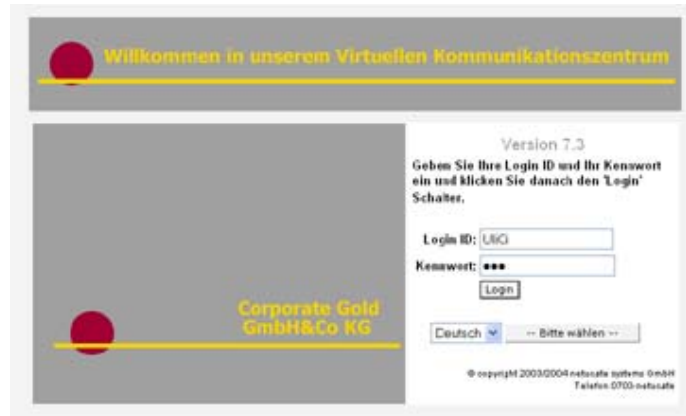 Willkommen in unserem Virtuellen Kommunikationszentrum
Version 7.3
Geben Sie Ihre Login ID und Ihr Kennwort
ein und klicken Sie danach den 'Login'
Schalter.
Login ID: UliCi
Kennwort: •••
Login
Corporate Gold
GmbH&Co KG
Deutsch -- Bitte wählen --
© copyright 2003/2004 netucate systems GmbH
Telefon 0700-netucate